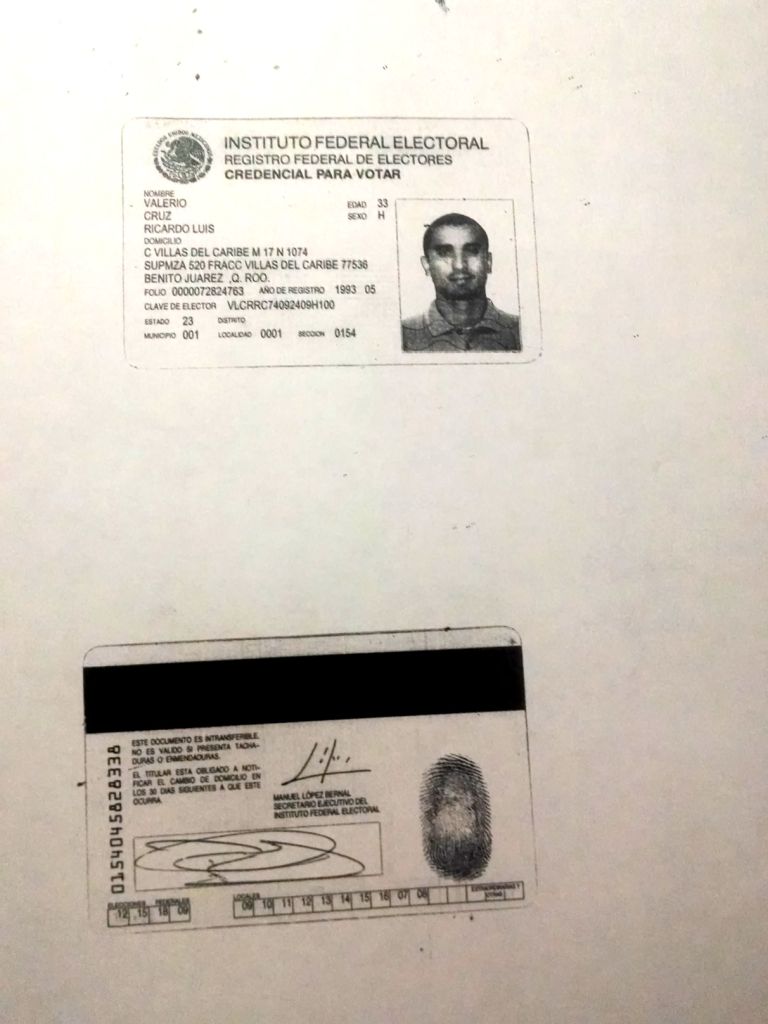 ESTADOS UNIDOS MEXICANOS
INSTITUTO FEDERAL ELECTORAL
REGISTRO FEDERAL DE ELECTORES
CREDENCIAL PARA VOTAR
NOMBRE
VALERIO
CRUZ
RICARDO LUIS
EDAD 33
SEXO H
DOMICILIO
C VILLAS DEL CARIBE M 17 N 1074
SUPMZA 520 FRACC VILLAS DEL CARIBE 77536
BENITO JUAREZ ,Q. ROO.
FOLIO 0000072824763 AÑO DE REGISTRO 1993 05
CLAVE DE ELECTOR VLCRRC74092409H100
ESTADO 23 DISTRITO
MUNICIPIO 001 LOCALIDAD 0001 SECCION 0154
ESTE DOCUMENTO ES INTRANSFERIBLE.
NO ES VALIDO SI PRESENTA TACHA-
DURAS O ENMENDADURAS.
EL TITULAR ESTA OBLIGADO A NOTI-
FICAR EL CAMBIO DE DOMICILIO EN
LOS 30 DIAS SIGUIENTES A QUE ESTE
OCURRA.
MANUEL LÓPEZ BERNAL
SECRETARIO EJECUTIVO DEL
INSTITUTO FEDERAL ELECTORAL
0154045828338
ELECCIONES FEDERALES
12 15 18 09
LOCALES
09 10 11 12 13 14 15 16 07 08
EXTRAORDINARIAS Y
OTRAS